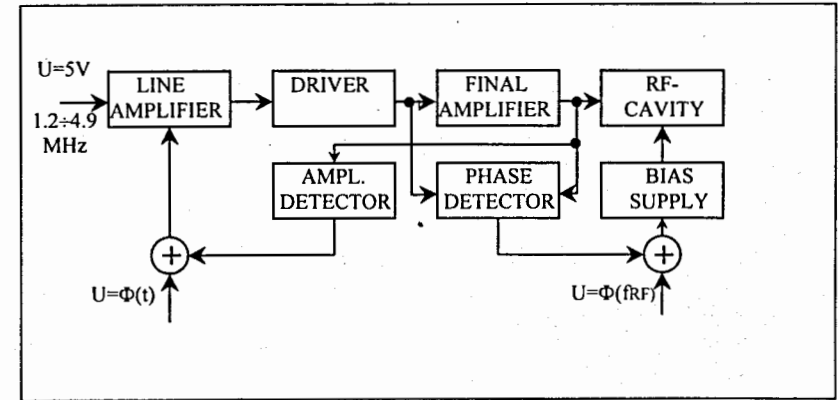 U=5V
1.2÷4.9
MHz
LINE
AMPLIFIER
DRIVER
FINAL
AMPLIFIER
RF-
CAVITY
AMPL.
DETECTOR
PHASE
DETECTOR
BIAS
SUPPLY
+
+
U=Φ(t)
U=Φ(fRF)